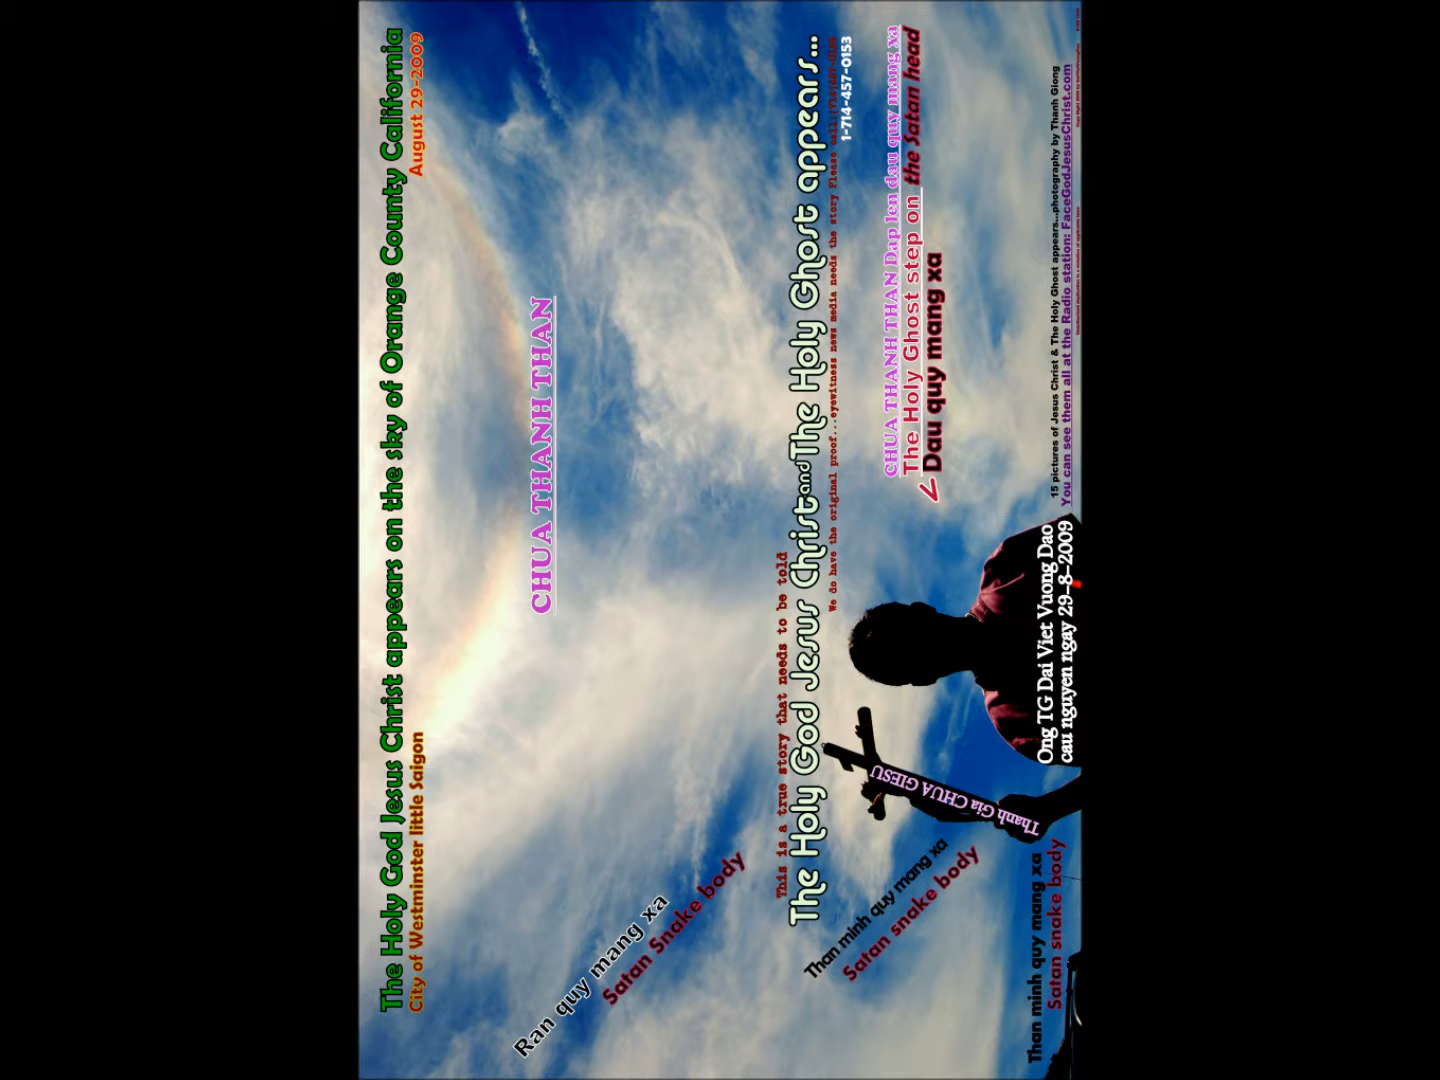 The Holy God Jesus Christ appears on the sky of Orange County California
City of Westminster little Saigon
August 29-2009
CHUA THANH THAN
Ran quy mang xa
Satan Snake body
This is a true story that needs to be told
The Holy God Jesus Christ and The Holy Ghost appears...
We do have the original proof...eyewitness news media needs the story Please call:
1-714-457-0153
CHUA THANH THAN Dap len dau quy mang xa
The Holy Ghost step on the Satan head
Dau quy mang xa
Than minh quy mang xa
Satan snake body
Thanh Gia CHUA GIESU
Ong TG Dai Viet Vuong Dao
cau nguyen ngay 29-8-2009
Than minh quy mang xa
Satan snake body
15 pictures of Jesus Christ & The Holy Ghost appears...photography by Thanh Giong
You can see them all at the Radio station: FaceGodJesusChrist.com